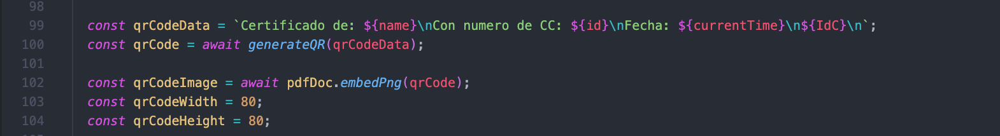 98
99 const qrCodeData = `Certificado de: ${name}\nCon numero de CC: ${id}\nFecha: ${currentTime}\n${IdC}\n`;
100 const qrCode = await generateQR(qrCodeData);
101
102 const qrCodeImage = await pdfDoc.embedPng(qrCode);
103 const qrCodeWidth = 80;
104 const qrCodeHeight = 80;